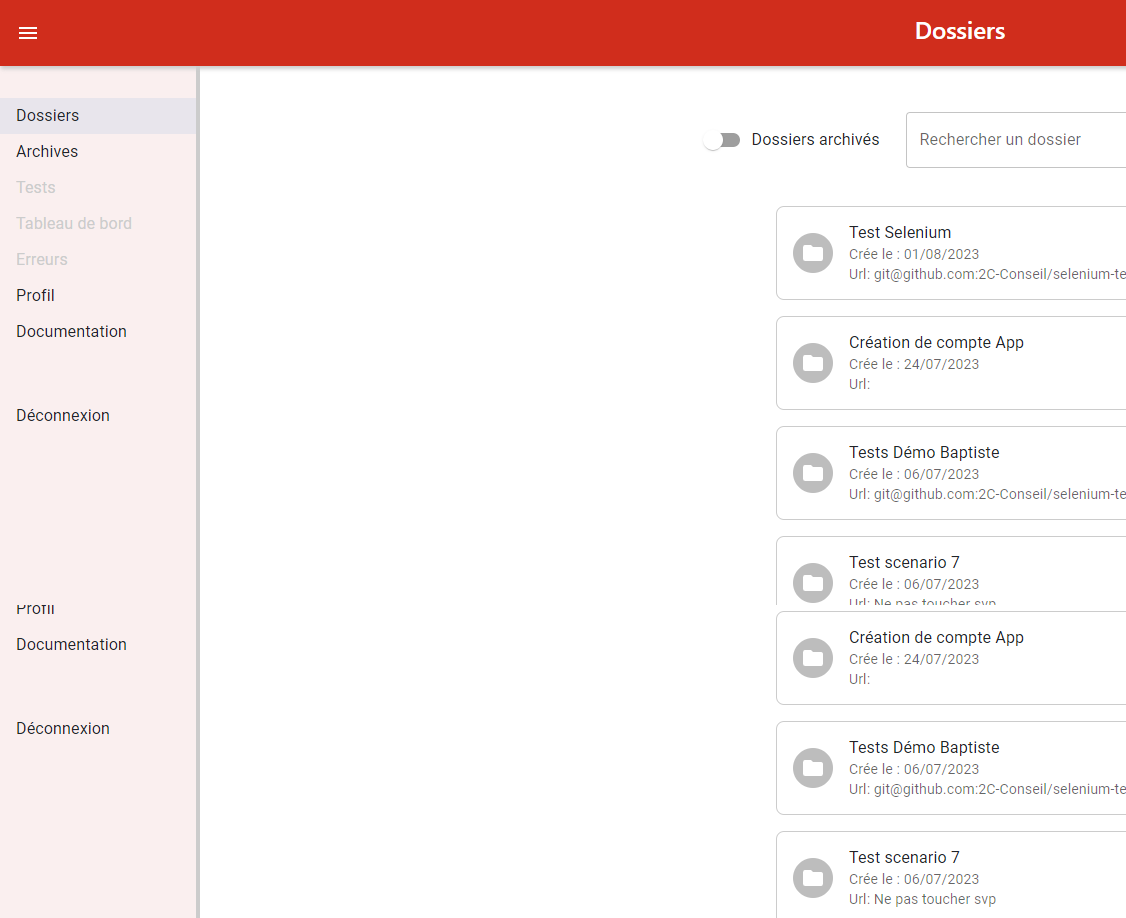 Dossiers
Dossiers
Archives
Tests
Tableau de bord
Erreurs
Profil
Documentation
Déconnexion
Profil
Documentation
Déconnexion
Dossiers archivés
Rechercher un dossier
Test Selenium
Crée le : 01/08/2023
Url: git@github.com:2C-Conseil/selenium-te
Création de compte App
Crée le : 24/07/2023
Url:
Tests Démo Baptiste
Crée le : 06/07/2023
Url: git@github.com:2C-Conseil/selenium-te
Test scenario 7
Crée le : 06/07/2023
Url: Ne pas toucher svp
Création de compte App
Crée le : 24/07/2023
Url:
Tests Démo Baptiste
Crée le : 06/07/2023
Url: git@github.com:2C-Conseil/selenium-te
Test scenario 7
Crée le : 06/07/2023
Url: Ne pas toucher svp